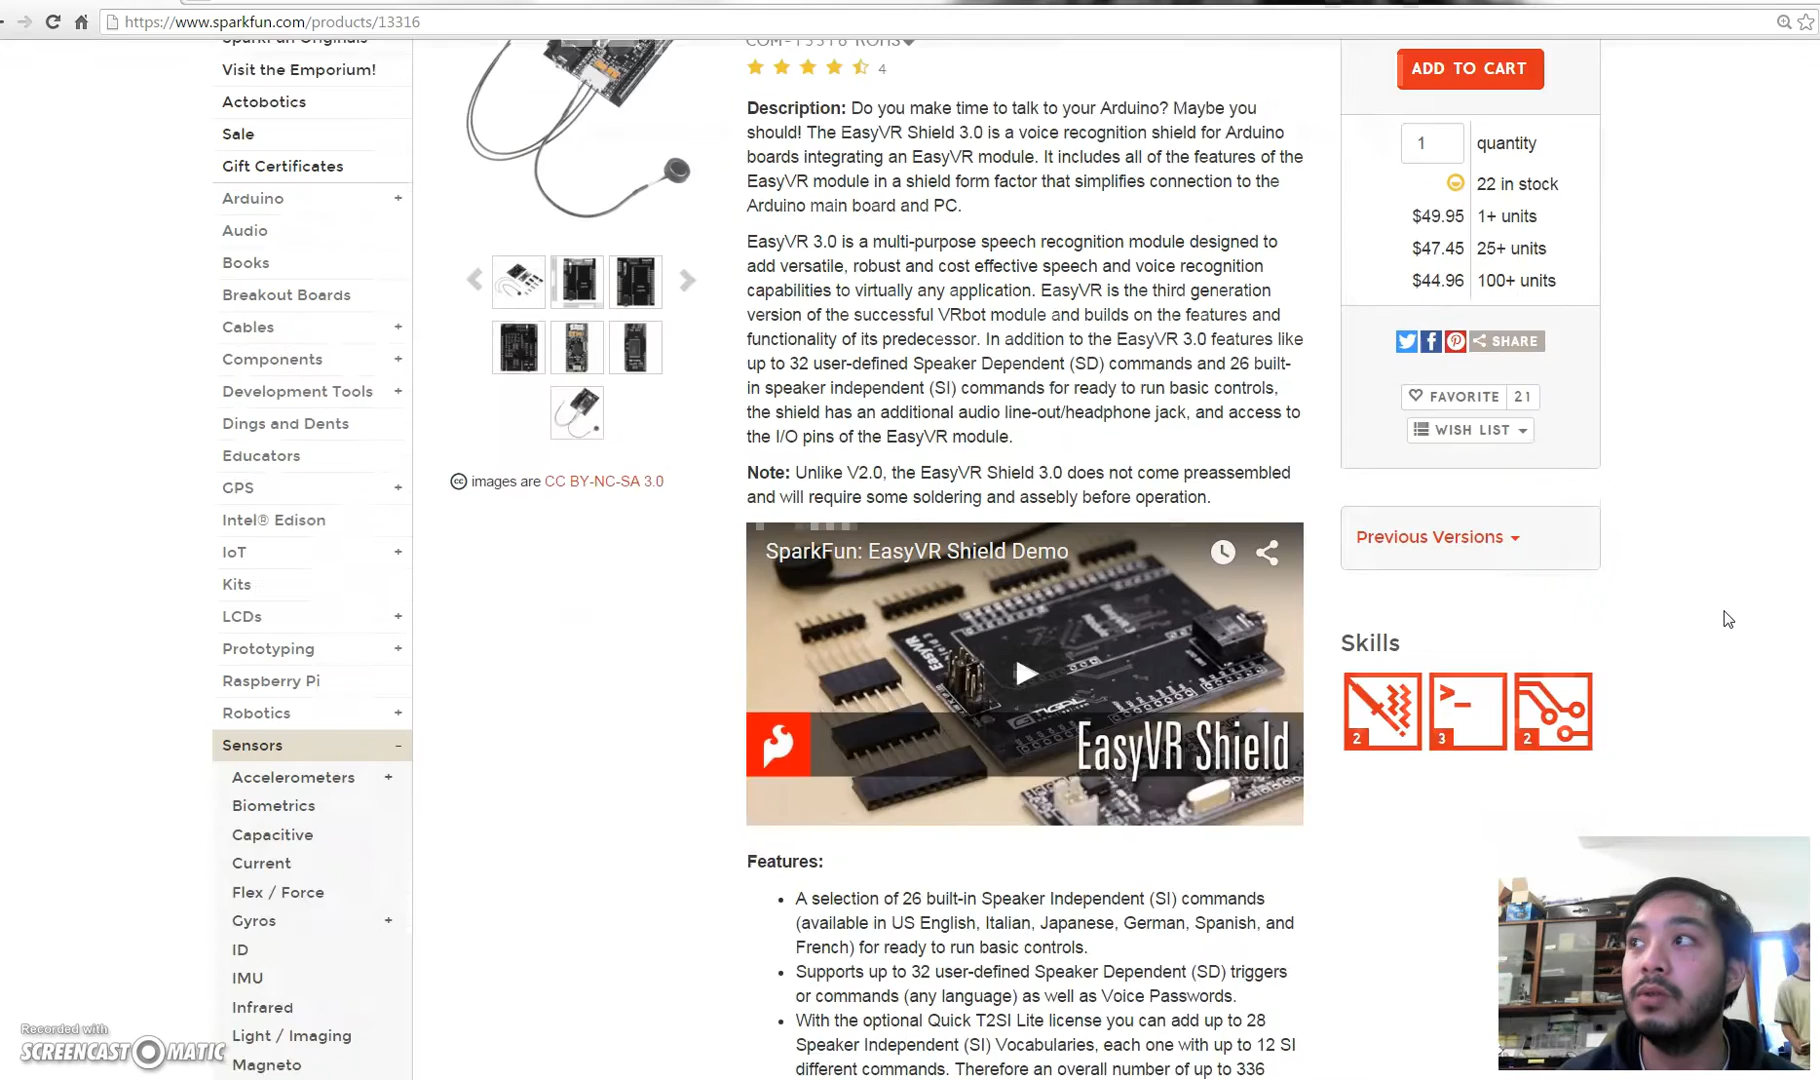 https://www.sparkfun.com/products/13316
SparkFun Originals
Visit the Emporium!
Actobotics
Sale
Gift Certificates
Arduino +
Audio
Books
Breakout Boards
Cables +
Components +
Development Tools +
Dings and Dents
Educators
GPS +
Intel® Edison
IoT +
Kits
LCDs +
Prototyping +
Raspberry Pi
Robotics +
Sensors -
Accelerometers +
Biometrics
Capacitive
Current
Flex / Force
Gyros +
ID
IMU
Infrared
Light / Imaging
Magneto
cc images are CC BY-NC-SA 3.0
COM-13316 ROHS
4
Description: Do you make time to talk to your Arduino? Maybe you
should! The EasyVR Shield 3.0 is a voice recognition shield for Arduino
boards integrating an EasyVR module. It includes all of the features of the
EasyVR module in a shield form factor that simplifies connection to the
Arduino main board and PC.
EasyVR 3.0 is a multi-purpose speech recognition module designed to
add versatile, robust and cost effective speech and voice recognition
capabilities to virtually any application. EasyVR is the third generation
version of the successful VRbot module and builds on the features and
functionality of its predecessor. In addition to the EasyVR 3.0 features like
up to 32 user-defined Speaker Dependent (SD) commands and 26 built-
in speaker independent (SI) commands for ready to run basic controls,
the shield has an additional audio line-out/headphone jack, and access to
the I/O pins of the EasyVR module.
Note: Unlike V2.0, the EasyVR Shield 3.0 does not come preassembled
and will require some soldering and assebly before operation.
SparkFun: EasyVR Shield Demo
EasyVR Shield
Features:
• A selection of 26 built-in Speaker Independent (SI) commands
(available in US English, Italian, Japanese, German, Spanish, and
French) for ready to run basic controls.
• Supports up to 32 user-defined Speaker Dependent (SD) triggers
or commands (any language) as well as Voice Passwords.
• With the optional Quick T2SI Lite license you can add up to 28
Speaker Independent (SI) Vocabularies, each one with up to 12 SI
different commands. Therefore an overall number of up to 336
ADD TO CART
1 quantity
22 in stock
$49.95 1+ units
$47.45 25+ units
$44.96 100+ units
SHARE
FAVORITE 21
WISH LIST
Previous Versions
Skills
2 3 2
Recorded with
SCREENCAST-O-MATIC